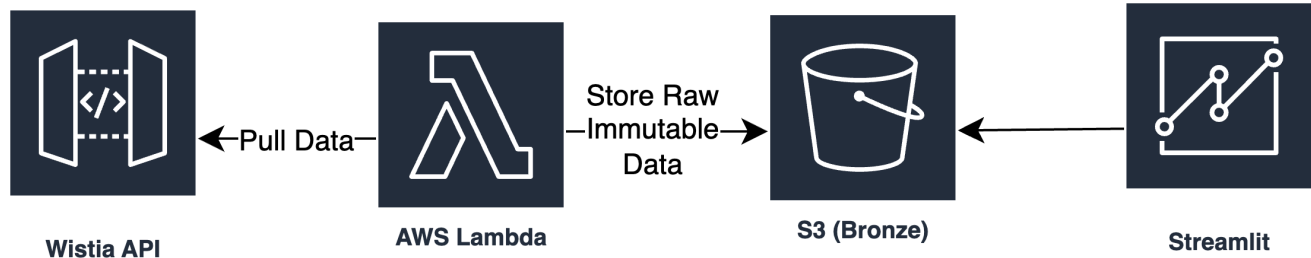 </>
Pull Data
Store Raw
Immutable
Data
Wistia API
AWS Lambda
S3 (Bronze)
Streamlit